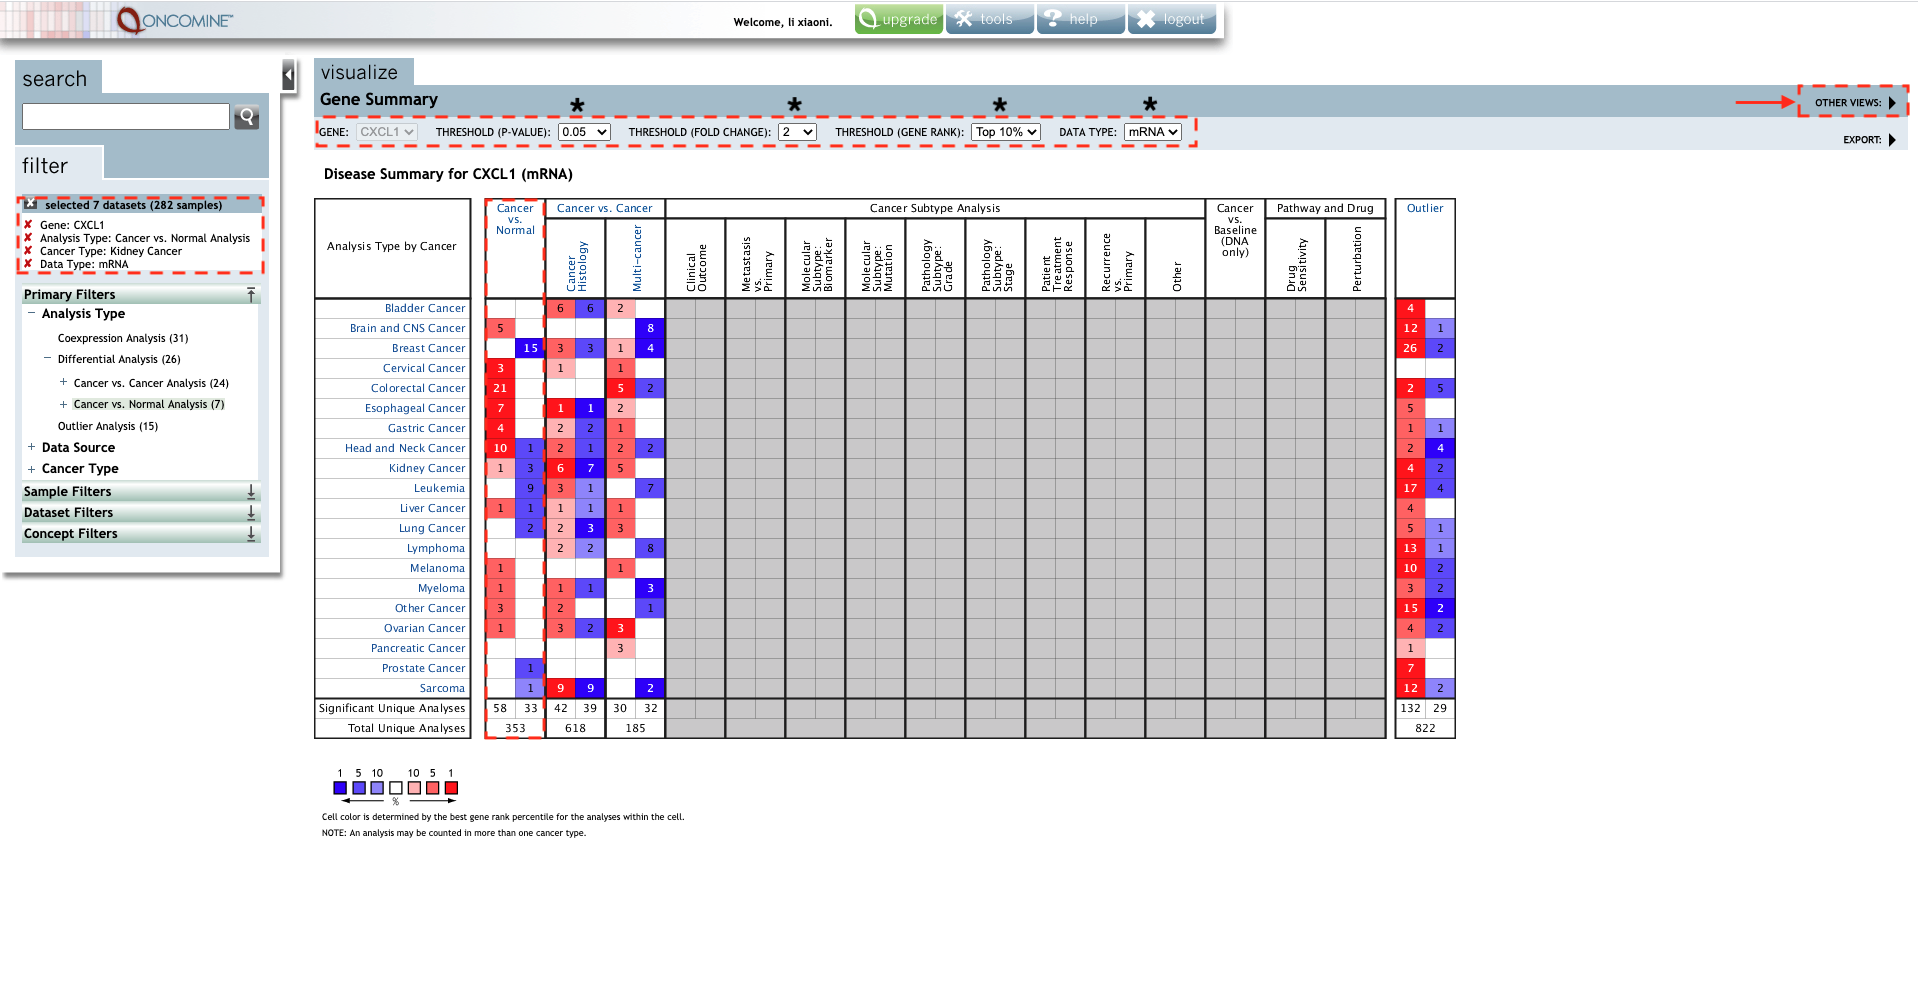 ONCOMINE™
Welcome, li xiaoni.
upgrade
tools
help
logout
search
filter
selected 7 datasets (282 samples)
Gene: CXCL1
Analysis Type: Cancer vs. Normal Analysis
Cancer Type: Kidney Cancer
Data Type: mRNA
Primary Filters
Analysis Type
Coexpression Analysis (31)
Differential Analysis (26)
Cancer vs. Cancer Analysis (24)
Cancer vs. Normal Analysis (7)
Outlier Analysis (15)
Data Source
Cancer Type
Sample Filters
Dataset Filters
Concept Filters
visualize
Gene Summary
* * * *
OTHER VIEWS:
GENE: CXCL1 THRESHOLD (P-VALUE): 0.05 THRESHOLD (FOLD CHANGE): 2 THRESHOLD (GENE RANK): Top 10% DATA TYPE: mRNA
EXPORT:
Disease Summary for CXCL1 (mRNA)
Analysis Type by Cancer
Cancer
vs.
Normal
Cancer vs. Cancer
Cancer
Histology
Multi-cancer
Cancer Subtype Analysis
Clinical
Outcome
Metastasis
vs.
Primary
Molecular
Subtype:
Biomarker
Molecular
Subtype:
Mutation
Pathology
Subtype:
Grade
Pathology
Subtype:
Stage
Patient
Treatment
Response
Recurrence
vs.
Primary
Other
Cancer
vs.
Baseline
(DNA
only)
Pathway and Drug
Drug
Sensitivity
Perturbation
Outlier
Bladder Cancer 6 6 2 4
Brain and CNS Cancer 5 8 12 1
Breast Cancer 15 3 3 1 4 26 2
Cervical Cancer 3 1 1
Colorectal Cancer 21 5 2 2 5
Esophageal Cancer 7 1 1 2 5
Gastric Cancer 4 2 2 1 1 1
Head and Neck Cancer 10 1 2 1 2 2 2 4
Kidney Cancer 1 3 6 7 5 4 2
Leukemia 9 3 1 7 17 4
Liver Cancer 1 1 1 1 1 4
Lung Cancer 2 2 3 3 5 1
Lymphoma 2 2 8 13 1
Melanoma 1 1 10 2
Myeloma 1 1 1 3 3 2
Other Cancer 3 2 1 15 2
Ovarian Cancer 1 3 2 3 4 2
Pancreatic Cancer 3 1
Prostate Cancer 1 7
Sarcoma 1 9 9 2 12 2
Significant Unique Analyses 58 33 42 39 30 32 132 29
Total Unique Analyses 353 618 185 822
1 5 10 10 5 1
%
Cell color is determined by the best gene rank percentile for the analyses within the cell.
NOTE: An analysis may be counted in more than one cancer type.